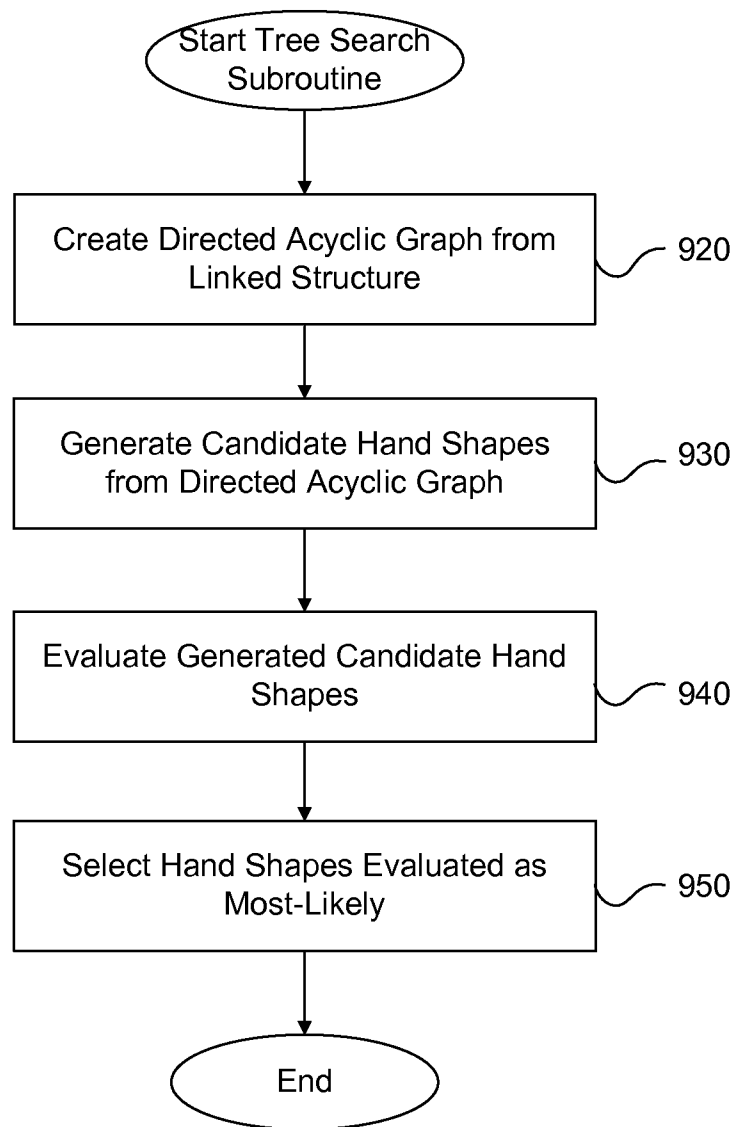 Start Tree Search
Subroutine
Create Directed Acyclic Graph from
Linked Structure
920
Generate Candidate Hand Shapes
from Directed Acyclic Graph
930
Evaluate Generated Candidate Hand
Shapes
940
Select Hand Shapes Evaluated as
Most-Likely
950
End